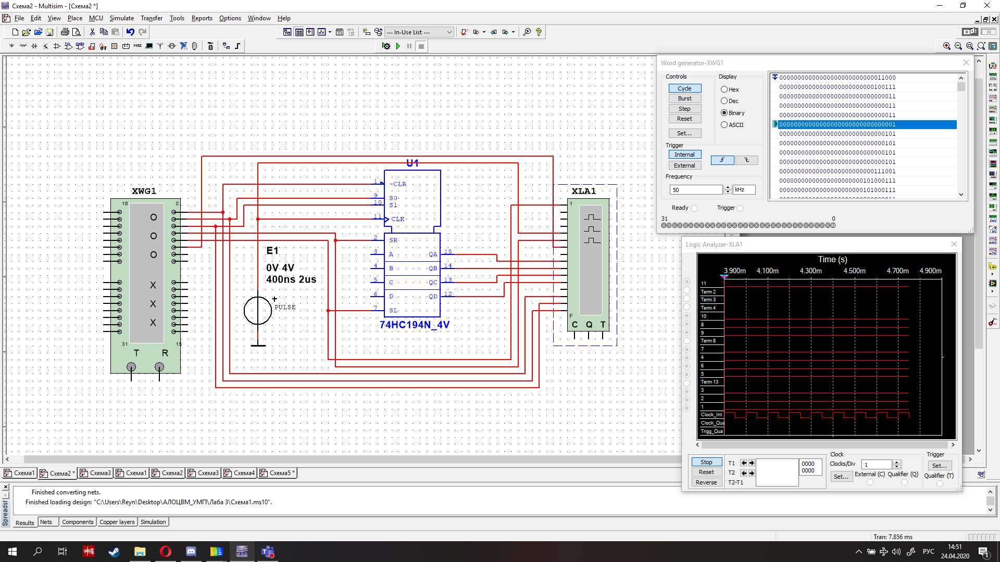 Схема2 - Multisim - [Схема2 *]
File Edit View Place MCU Simulate Transfer Tools Reports Options Window Help
--- In-Use List ---
XWG1
16 0
O
O
O
X
X
X
31 15
T R
E1
0V 4V
400ns 2us
+
PULSE
U1
1 ~CLR
9 S0
10 S1
11 CLK
2 SR
3 A QA 15
4 B QB 14
5 C QC 13
6 D QD 12
7 SL
74HC194N_4V
XLA1
1
F
C Q T
Word generator-XWG1
Controls
Cycle
Burst
Step
Reset
Set...
Display
Hex
Dec
Binary
ASCII
Trigger
Internal
External
Frequency
50 kHz
Ready Trigger
31 0
00000000000000000000000000011000
00000000000000000000000000100111
00000000000000000000000000000011
00000000000000000000000000000011
00000000000000000000000000000011
00000000000000000000000000000001
00000000000000000000000000000101
00000000000000000000000000000101
00000000000000000000000000000101
00000000000000000000000000000101
00000000000000000000000000111001
00000000000000000000000101000111
00000000000000000000000101000111
Logic Analyzer-XLA1
Time (s)
3.900m 4.100m 4.300m 4.500m 4.700m 4.900m
11
Term 2
Term 3
Term 4
10
8
9
Term 8
7
4
6
5
Term 13
3
2
1
Clock_Int
Clock_Qua
Trigg_Qua
Stop
Reset
Reverse
T1
T2
T2-T1
0000
0000
Clock
Clocks/Div 1
Set... External (C) Qualifier (Q)
Trigger
Set...
Qualifier (T)
Схема1 Схема2 * Схема3 Схема1 Схема2 Схема3 Схема4 Схема5 *
Finished converting nets.
Finished loading design: "C:\Users\Reyn\Desktop\АЛОЦВМ_УМП\Лаба 3\Схема1.ms10".
Results Nets Components Copper layers Simulation
Tran: 7.856 ms
РУС
14:51
24.04.2020
1